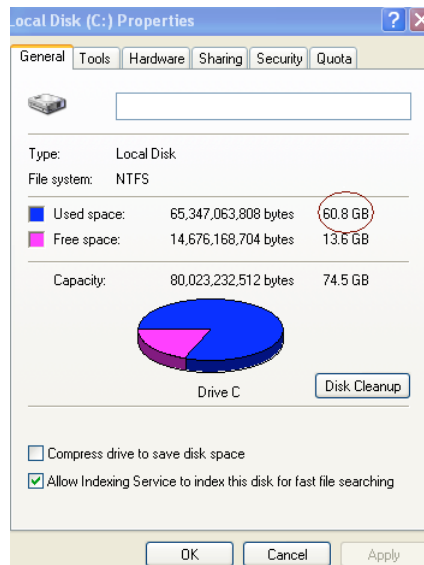 Local Disk (C:) Properties ?
General Tools Hardware Sharing Security Quota
Type: Local Disk
File system: NTFS
Used space: 65,347,063,808 bytes 60.8 GB
Free space: 14,676,168,704 bytes 13.6 GB
Capacity: 80,023,232,512 bytes 74.5 GB
Drive C
Disk Cleanup
Compress drive to save disk space
Allow Indexing Service to index this disk for fast file searching
OK Cancel Apply